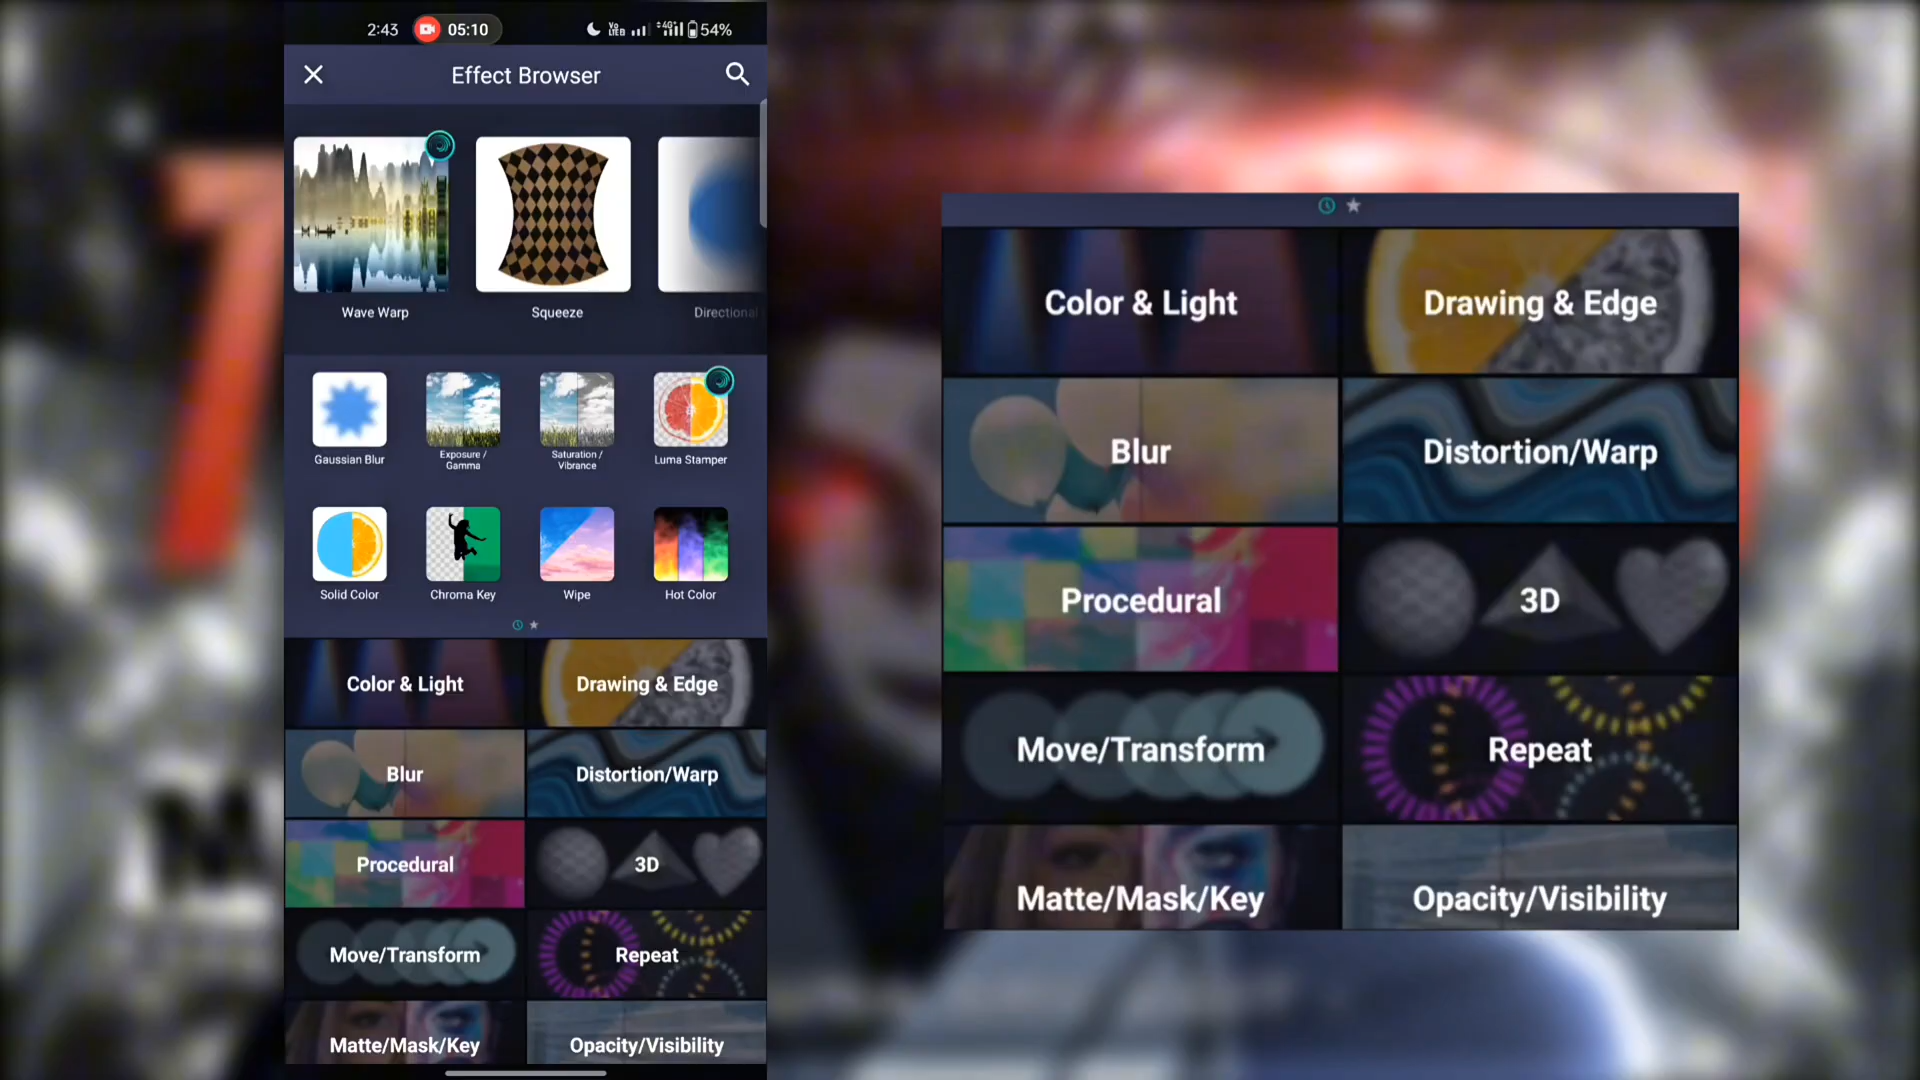 2:43 05:10 Vo LTE 4G+ 54%
Effect Browser
Wave Warp
Squeeze
Directional
Gaussian Blur
Exposure /
Gamma
Saturation /
Vibrance
Luma Stamper
Solid Color
Chroma Key
Wipe
Hot Color
Color & Light
Drawing & Edge
Blur
Distortion/Warp
Procedural
3D
Move/Transform
Repeat
Matte/Mask/Key
Opacity/Visibility
Color & Light
Drawing & Edge
Blur
Distortion/Warp
Procedural
3D
Move/Transform
Repeat
Matte/Mask/Key
Opacity/Visibility